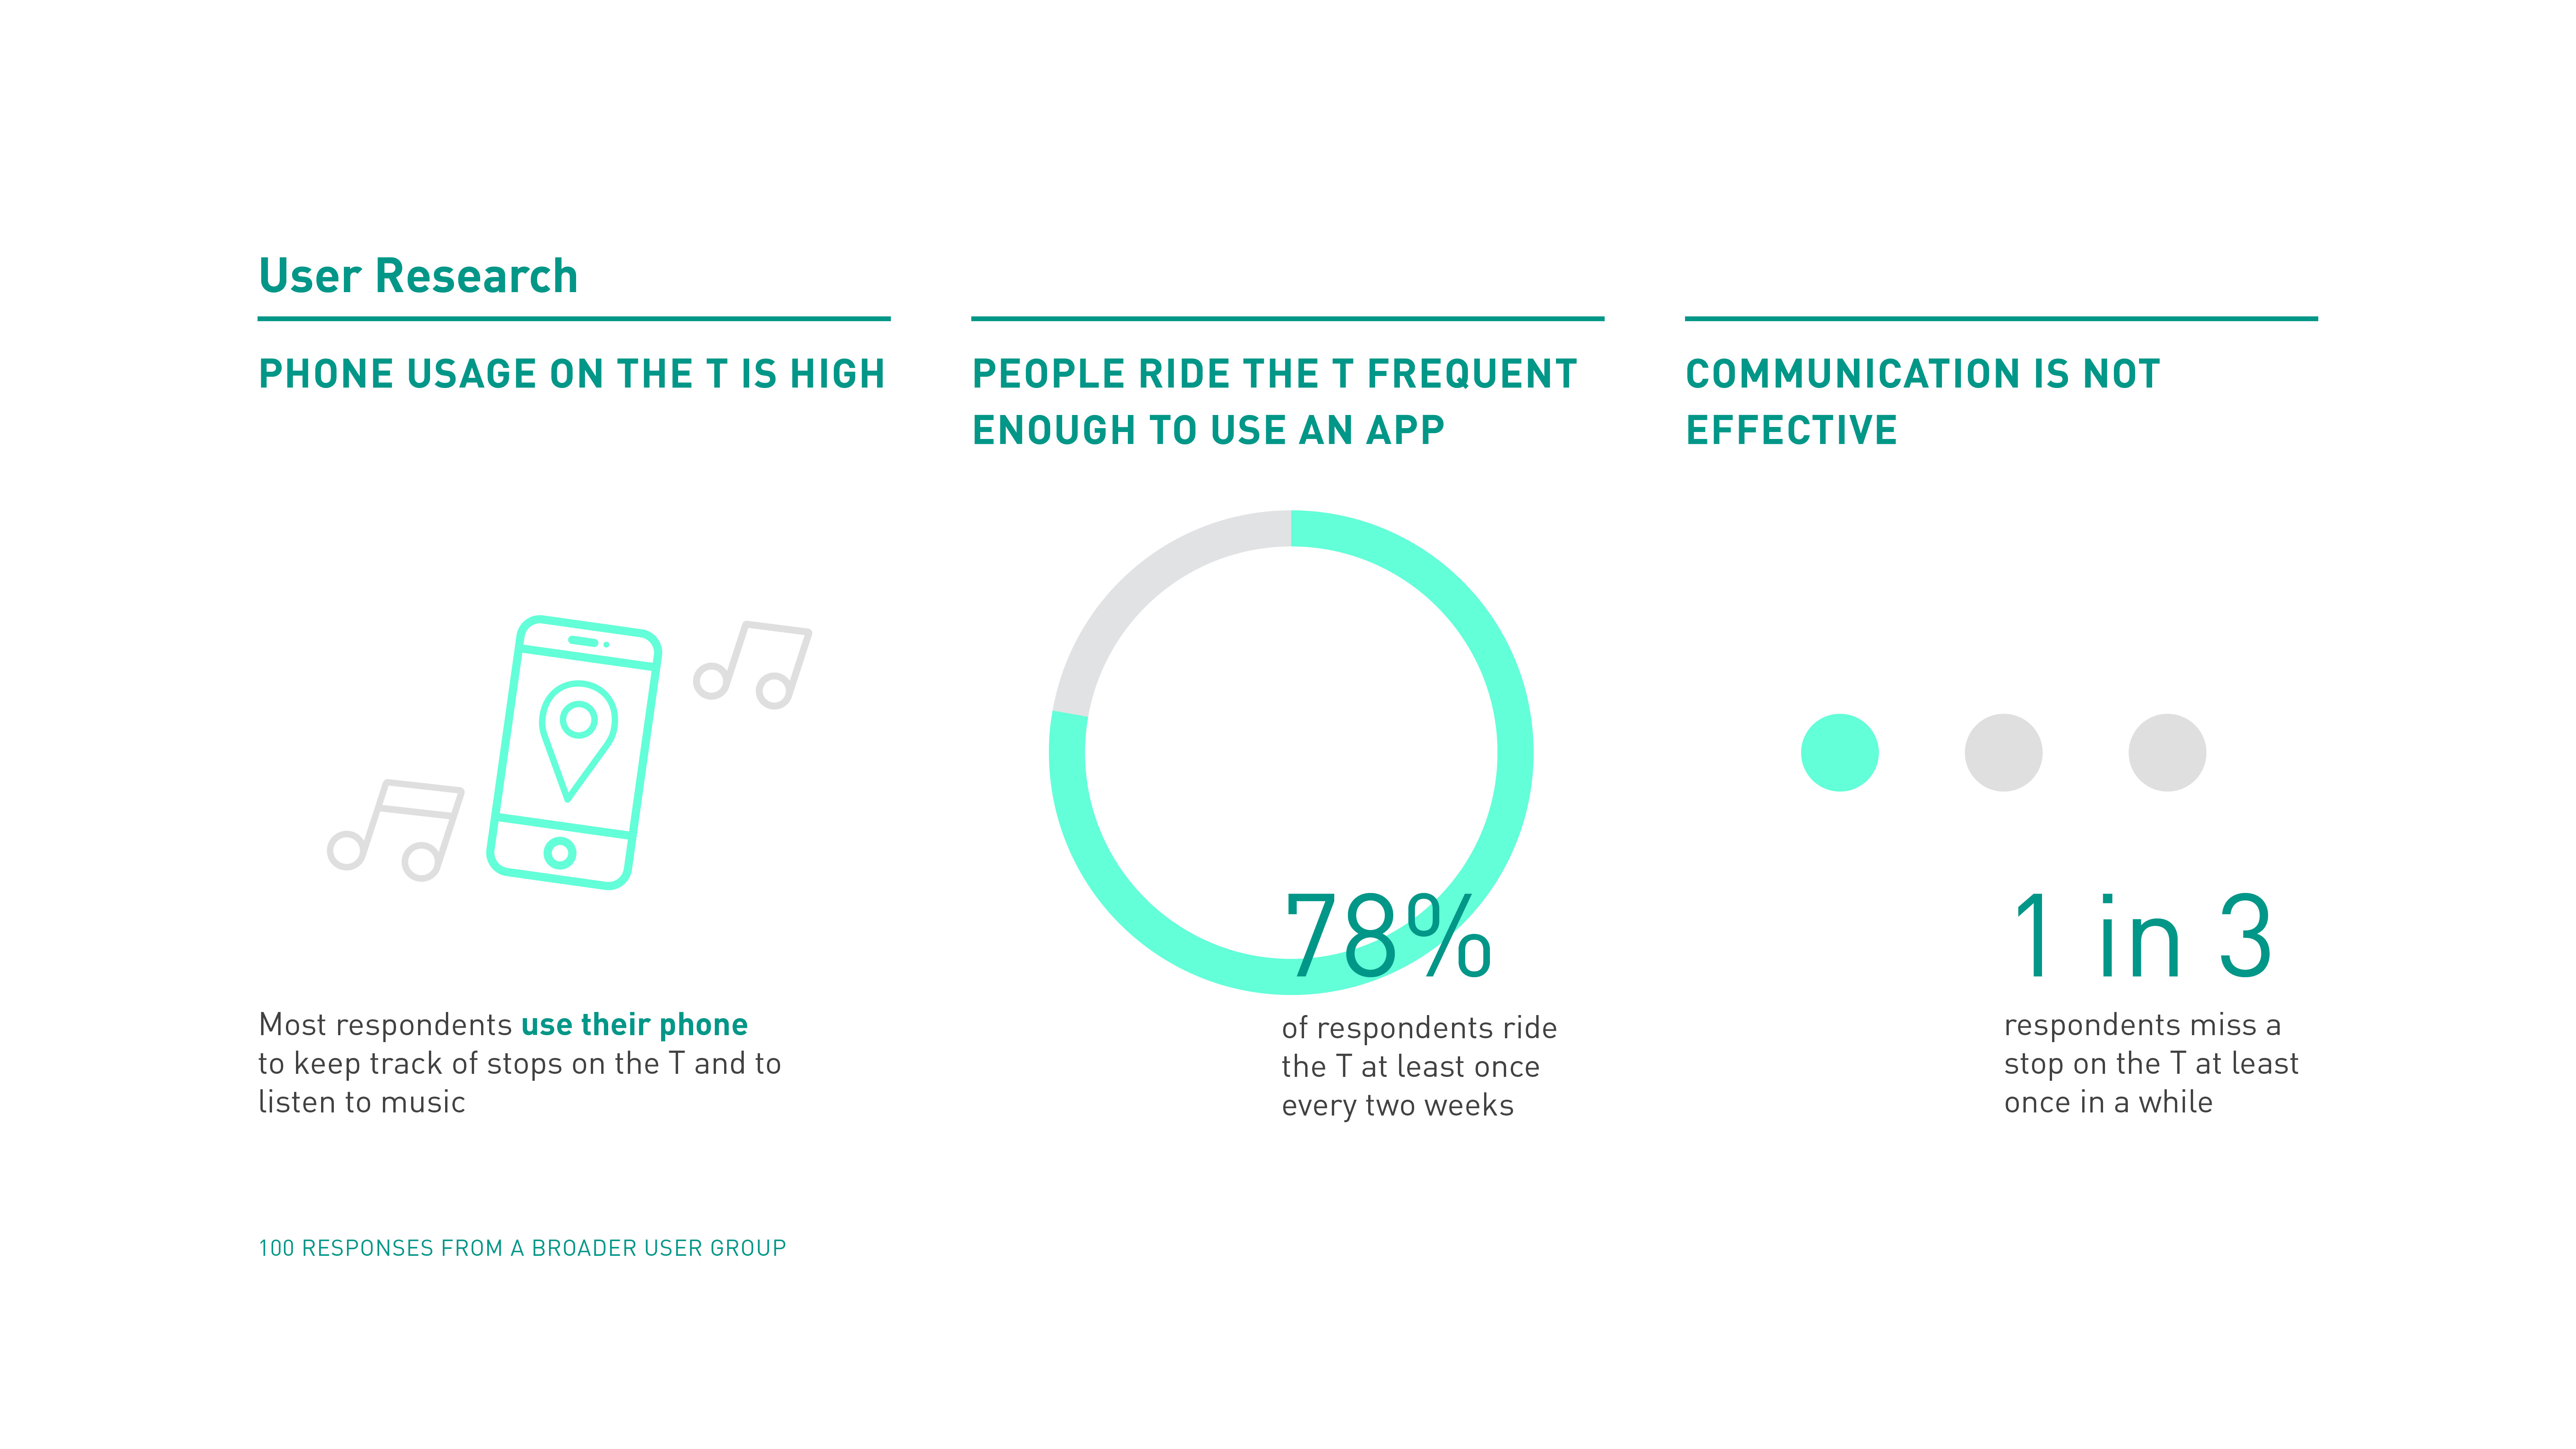 User Research
PHONE USAGE ON THE T IS HIGH
Most respondents use their phone
to keep track of stops on the T and to
listen to music
PEOPLE RIDE THE T FREQUENT
ENOUGH TO USE AN APP
78%
of respondents ride
the T at least once
every two weeks
COMMUNICATION IS NOT
EFFECTIVE
1 in 3
respondents miss a
stop on the T at least
once in a while
100 RESPONSES FROM A BROADER USER GROUP